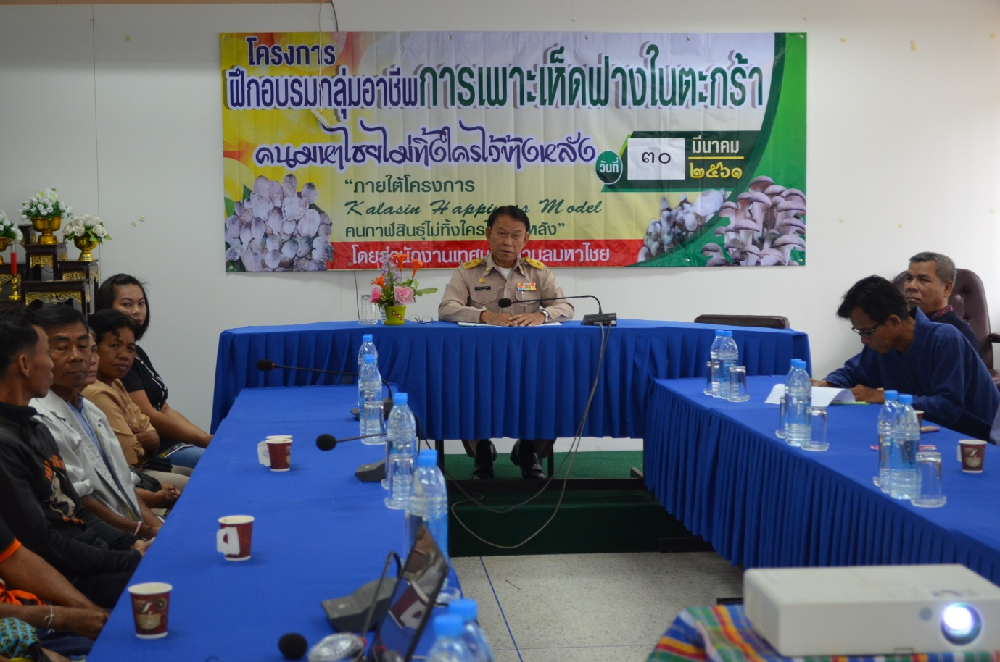 โครงการ
ฝึกอบรมกลุ่มอาชีพการเพาะเห็ดฟางในตะกร้า
คนมหาไชยไม่ทิ้งใครไว้ข้างหลัง
วันที่ ๓๐ มีนาคม ๒๕๖๑
“ภายใต้โครงการ
Kalasin Happiness Model
คนกาฬสินธุ์ไม่ทิ้งใคร หลัง”
โดยสำนักงานเทศ บลมหาไชย